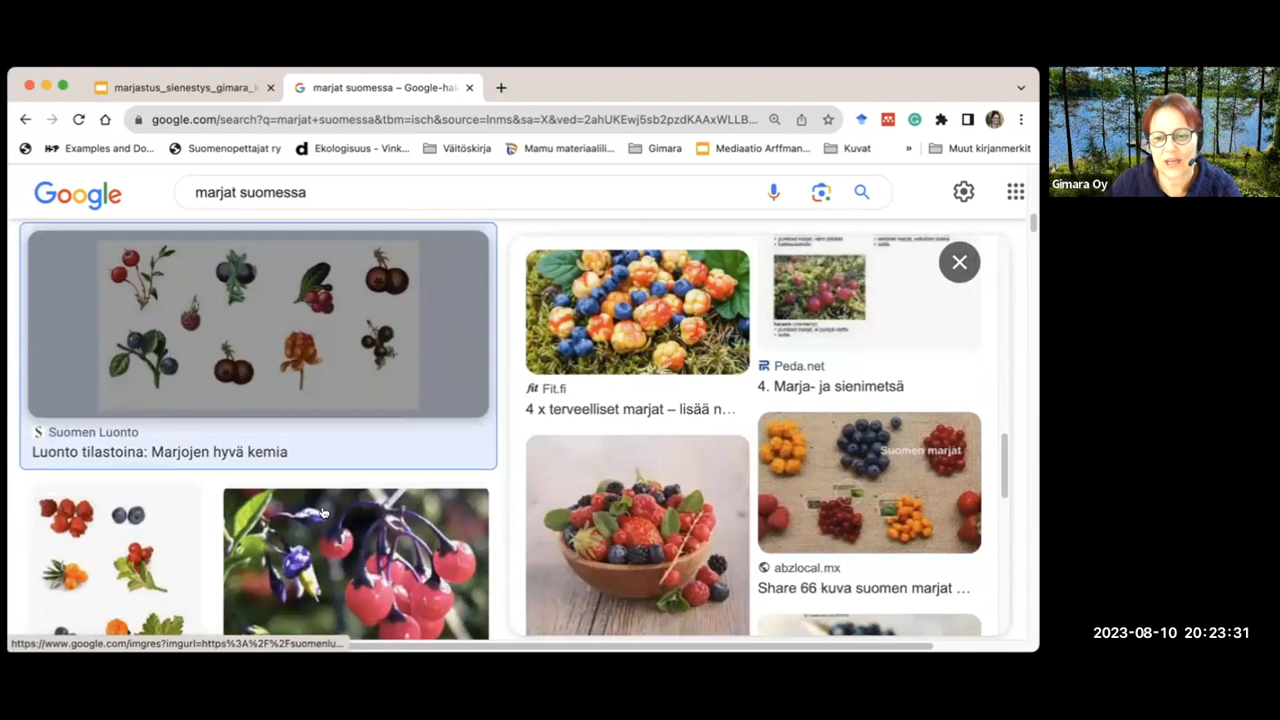 marjastus_sienestys_gimara_
marjat suomessa – Google-hak
google.com/search?q=marjat+suomessa&tbm=isch&source=lnms&sa=X&ved=2ahUKEwj5sb2pzdKAAxWLLB...
Examples and Do...
Suomenopettajat ry
Ekologisuus - Vink...
Väitöskirja
Mamu materiaalil...
Gimara
Mediaatio Arffman...
Kuvat
»
Muut kirjanmerkit
Google
marjat suomessa
Gimara Oy
Suomen Luonto
Luonto tilastoina: Marjojen hyvä kemia
fit Fit.fi
4 x terveelliset marjat – lisää n...
Peda.net
4. Marja- ja sienimetsä
Suomen marjat
abzlocal.mx
Share 66 kuva suomen marjat ...
https://www.google.com/imgres?imgurl=https%3A%2F%2Fsuomenlu...
2023-08-10 20:23:31